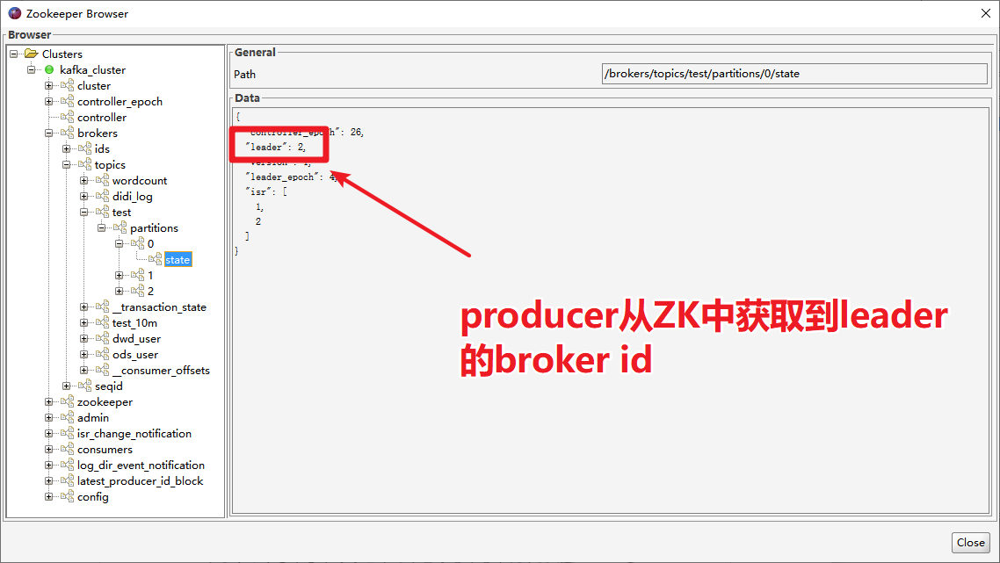 Zookeeper Browser
Browser
Clusters
kafka_cluster
cluster
controller_epoch
controller
brokers
ids
topics
wordcount
didi_log
test
partitions
0
state
1
2
__transaction_state
test_10m
dwd_user
ods_user
__consumer_offsets
seqid
zookeeper
admin
isr_change_notification
consumers
log_dir_event_notification
latest_producer_id_block
config
General
Path
/brokers/topics/test/partitions/0/state
Data
{
"controller_epoch": 26,
"leader": 2,
"version": 1,
"leader_epoch": 4,
"isr": [
1,
2
]
}
producer从ZK中获取到leader
的broker id
Close